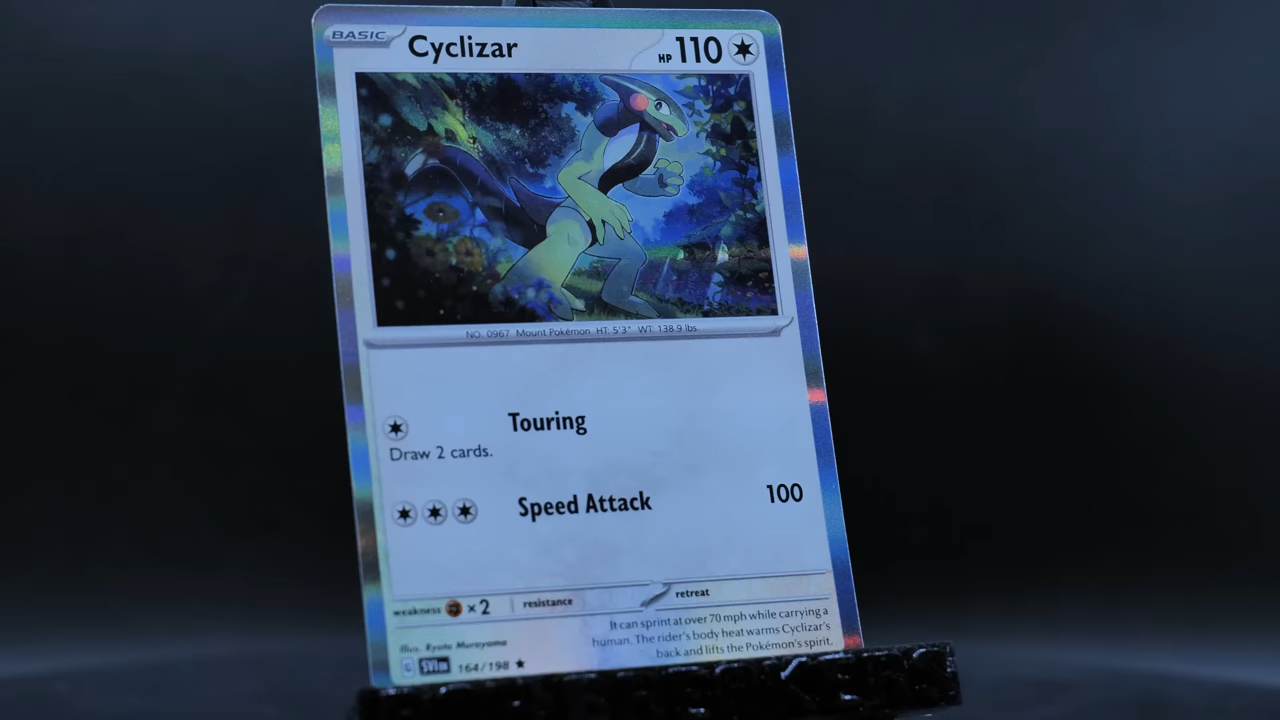 BASIC Cyclizar HP 110
NO. 0967 Mount Pokémon HT: 5'3" WT: 138.9 lbs.
Touring
Draw 2 cards.
Speed Attack 100
weakness ×2 resistance retreat
It can sprint at over 70 mph while carrying a
human. The rider's body heat warms Cyclizar's
back and lifts the Pokémon's spirit.
Illus. Ryota Murayama
G SVI EN 164/198 ★